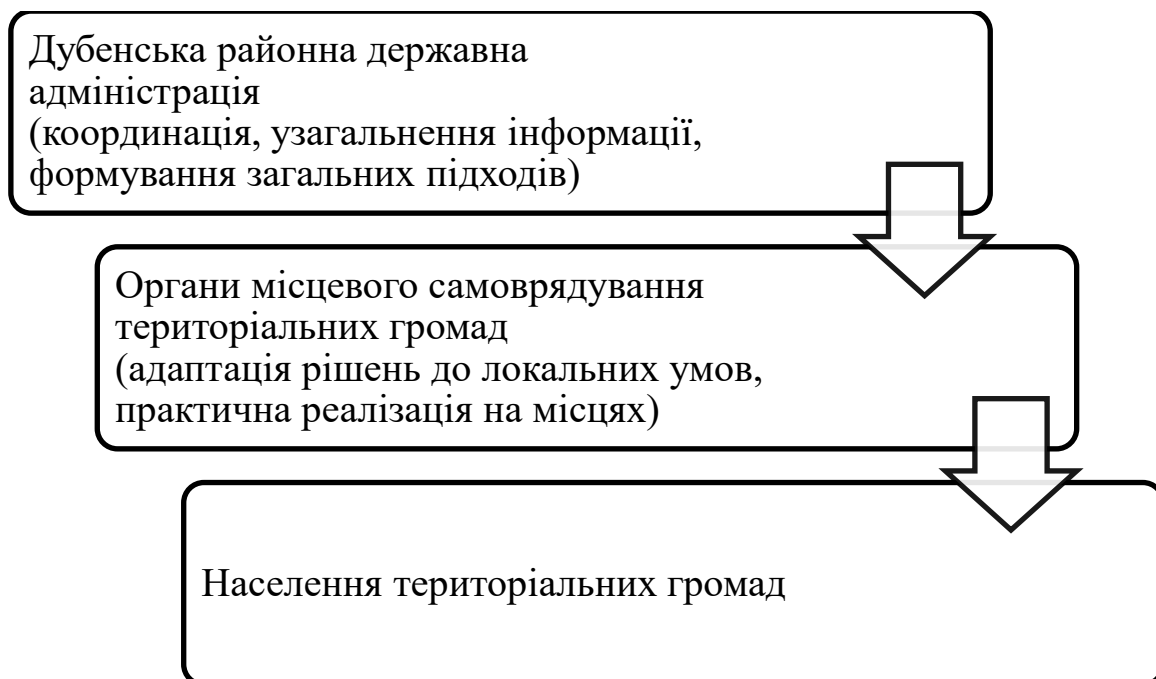 Дубенська районна державна
адміністрація
(координація, узагальнення інформації,
формування загальних підходів)
Органи місцевого самоврядування
територіальних громад
(адаптація рішень до локальних умов,
практична реалізація на місцях)
Населення територіальних громад